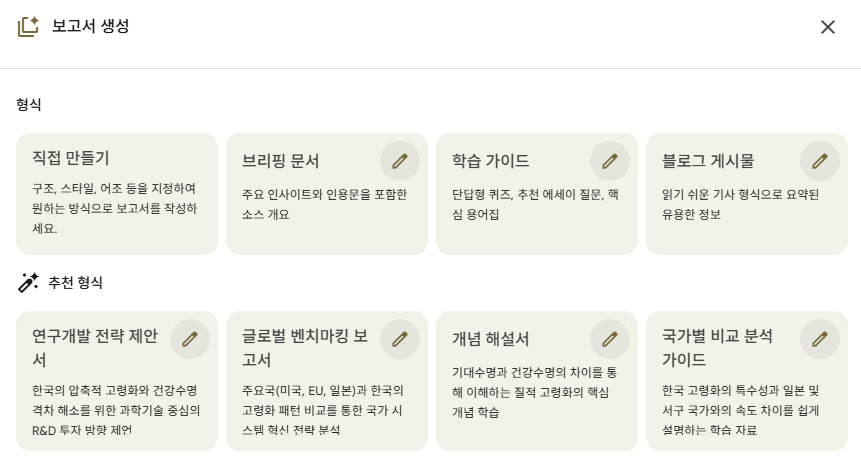 보고서 생성
형식
직접 만들기
구조, 스타일, 어조 등을 지정하여
원하는 방식으로 보고서를 작성하
세요.
브리핑 문서
주요 인사이트와 인용문을 포함한
소스 개요
학습 가이드
단답형 퀴즈, 추천 에세이 질문, 핵
심 용어집
블로그 게시물
읽기 쉬운 기사 형식으로 요약된
유용한 정보
추천 형식
연구개발 전략 제안
서
한국의 압축적 고령화와 건강수명
격차 해소를 위한 과학기술 중심의
R&D 투자 방향 제언
글로벌 벤치마킹 보
고서
주요국(미국, EU, 일본)과 한국의
고령화 패턴 비교를 통한 국가 시
스템 혁신 전략 분석
개념 해설서
기대수명과 건강수명의 차이를 통
해 이해하는 질적 고령화의 핵심
개념 학습
국가별 비교 분석
가이드
한국 고령화의 특수성과 일본 및
서구 국가와의 속도 차이를 쉽게
설명하는 학습 자료